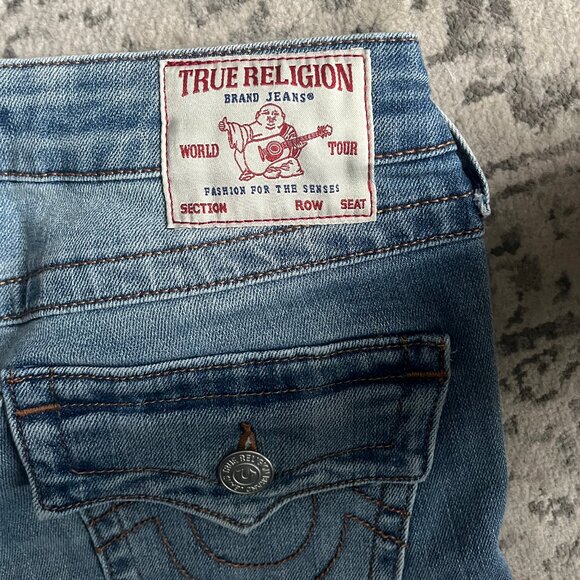 TRUE RELIGION
BRAND JEANS®
WORLD TOUR
FASHION FOR THE SENSES
SECTION ROW SEAT
TRUE RELIGION